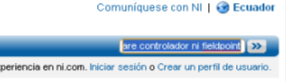 Comuníquese con NI | Ecuador
are controlador ni fieldpoint
periencia en ni.com. Iniciar sesión o Crear un perfil de usuario.